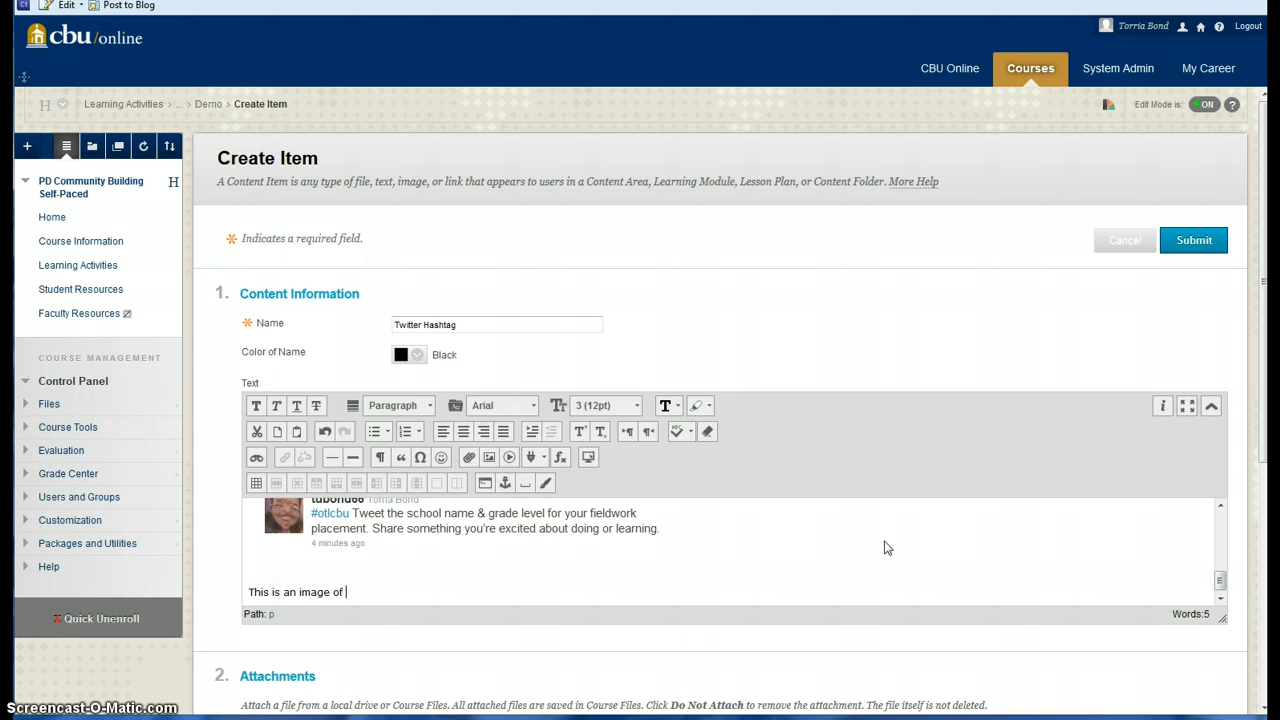 Edit Post to Blog
cbu/online
Torria Bond Logout
CBU Online Courses System Admin My Career
H Learning Activities > ... > Demo > Create Item Edit Mode is: ON ?
PD Community Building
Self-Paced
H
Home
Course Information
Learning Activities
Student Resources
Faculty Resources
COURSE MANAGEMENT
Control Panel
Files
Course Tools
Evaluation
Grade Center
Users and Groups
Customization
Packages and Utilities
Help
X Quick Unenroll
Create Item
A Content Item is any type of file, text, image, or link that appears to users in a Content Area, Learning Module, Lesson Plan, or Content Folder. More Help
Indicates a required field.
Cancel Submit
1. Content Information
Name Twitter Hashtag
Color of Name Black
Text
T T T T Paragraph Arial TT 3 (12pt) T i
ABC
¶ “ Ω fx
tdbond66 Torria Bond
#otlcbu Tweet the school name & grade level for your fieldwork
placement. Share something you're excited about doing or learning.
4 minutes ago
This is an image of
Path: p Words:5
2. Attachments
Attach a file from a local drive or Course Files. All attached files are saved in Course Files. Click Do Not Attach to remove the attachment. The file itself is not deleted.
Screencast-O-Matic.com